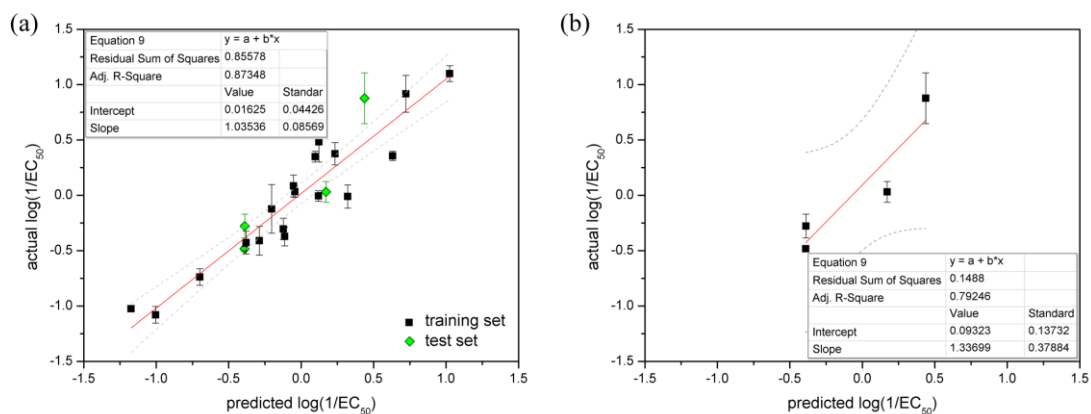 (a)
1.5
1.0
0.5
0.0
-0.5
-1.0
-1.5
actual log(1/EC50)
Equation 9 y = a + b*x
Residual Sum of Squares 0.85578
Adj. R-Square 0.87348
Value Standar
Intercept 0.01625 0.04426
Slope 1.03536 0.08569
training set
test set
-1.5 -1.0 -0.5 0.0 0.5 1.0 1.5
predicted log(1/EC50)
(b)
1.5
1.0
0.5
0.0
-0.5
-1.0
-1.5
actual log(1/EC50)
Equation 9 y = a + b*x
Residual Sum of Squares 0.1488
Adj. R-Square 0.79246
Value Standard
Intercept 0.09323 0.13732
Slope 1.33699 0.37884
-1.5 -1.0 -0.5 0.0 0.5 1.0 1.5
predicted log(1/EC50)